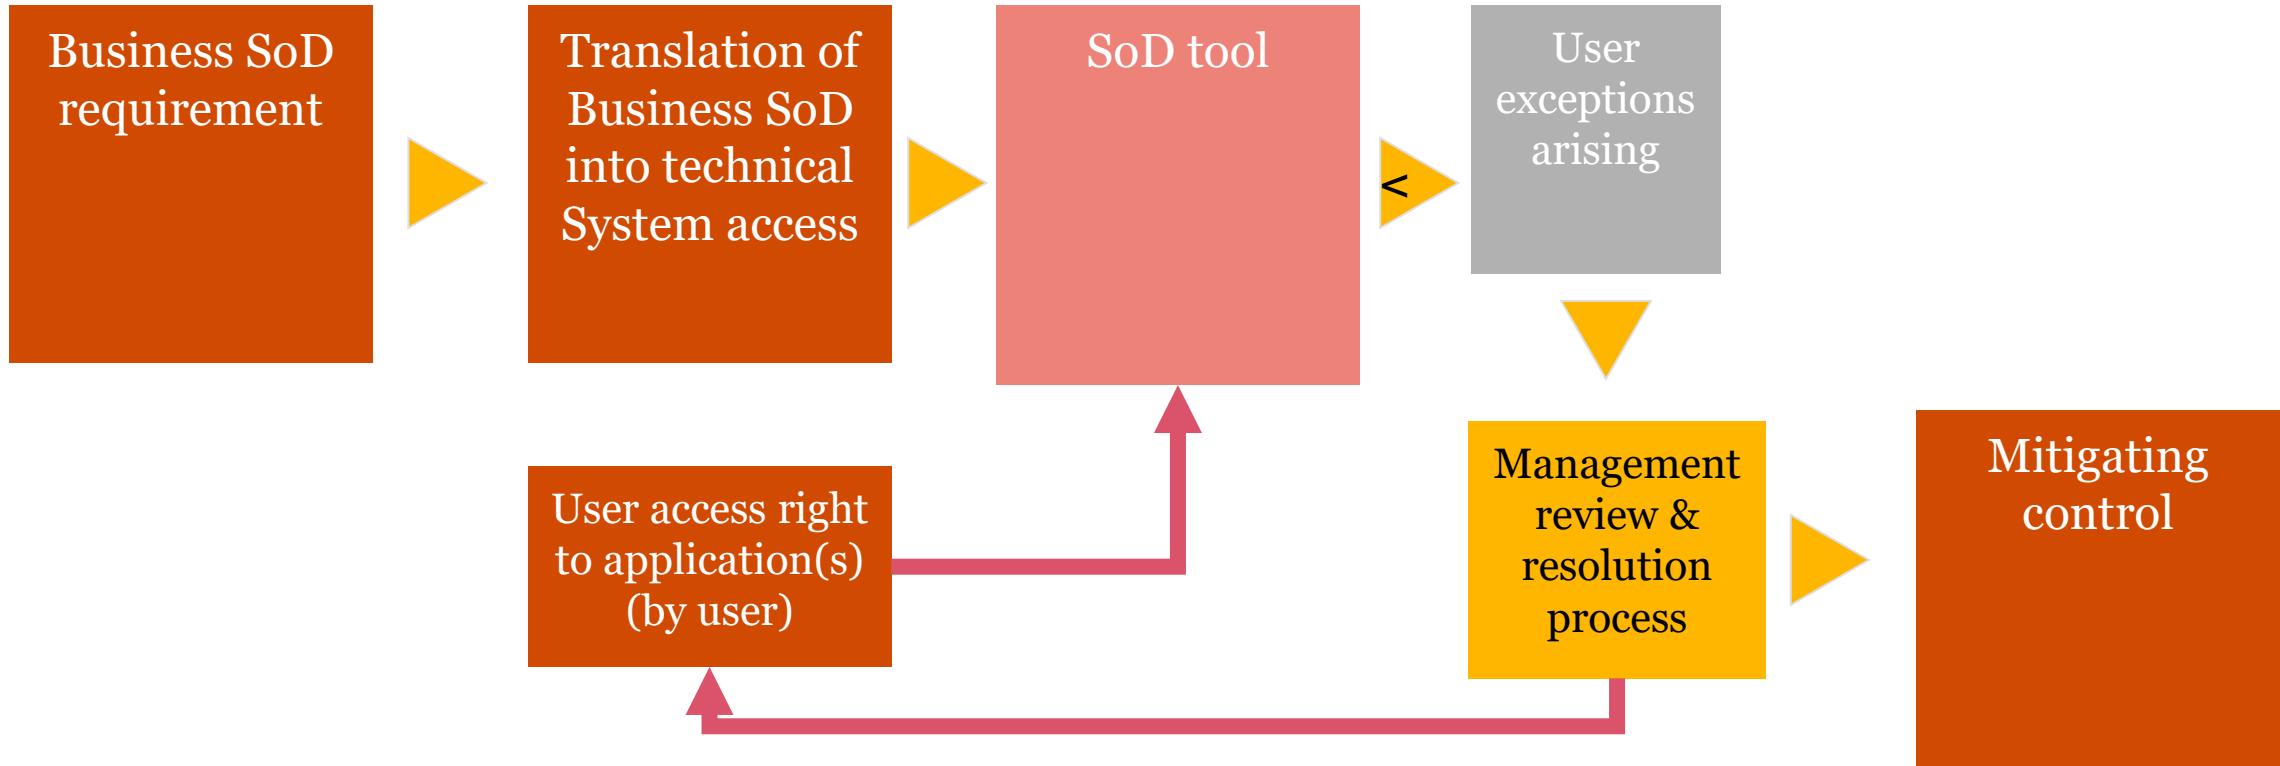 Business SoD
requirement
Translation of
Business SoD
into technical
System access
SoD tool
<
User
exceptions
arising
User access right
to application(s)
(by user)
Management
review &
resolution
process
Mitigating
control